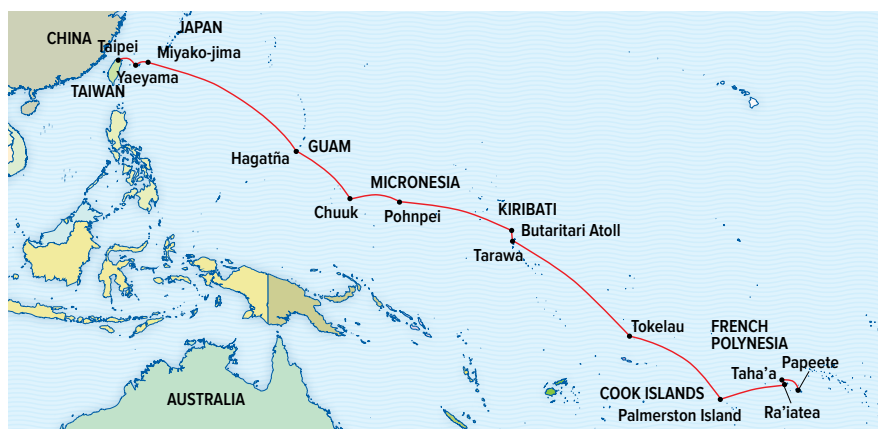 JAPAN
CHINA
Taipei
Miyako-jima
Yaeyama
TAIWAN
GUAM
Hagatña
MICRONESIA
Chuuk
Pohnpei
KIRIBATI
Butaritari Atoll
Tarawa
Tokelau
FRENCH
POLYNESIA
Papeete
Taha'a
COOK ISLANDS
Ra'iatea
Palmerston Island
AUSTRALIA